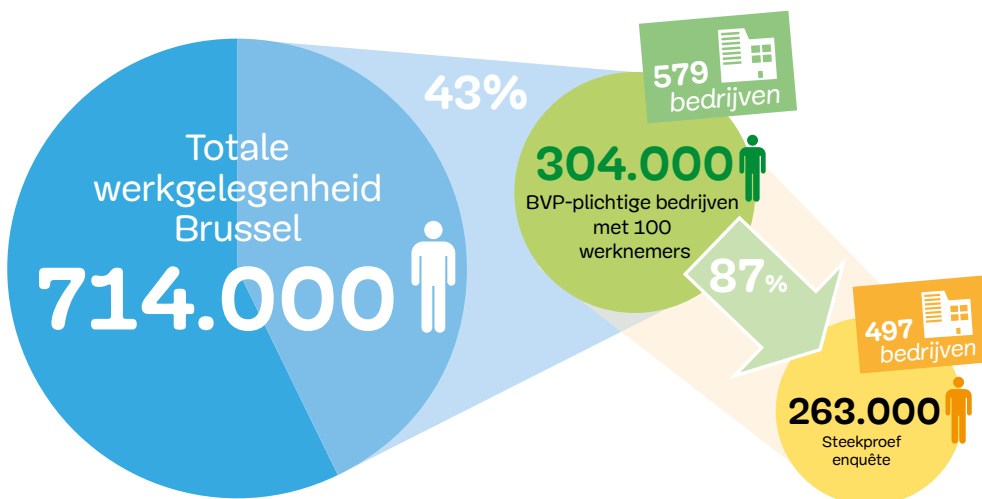 Totale
werkgelegenheid
Brussel
714.000
43%
579
bedrijven
304.000
BVP-plichtige bedrijven
met 100
werknemers
87%
497
bedrijven
263.000
Steekproef
enquête